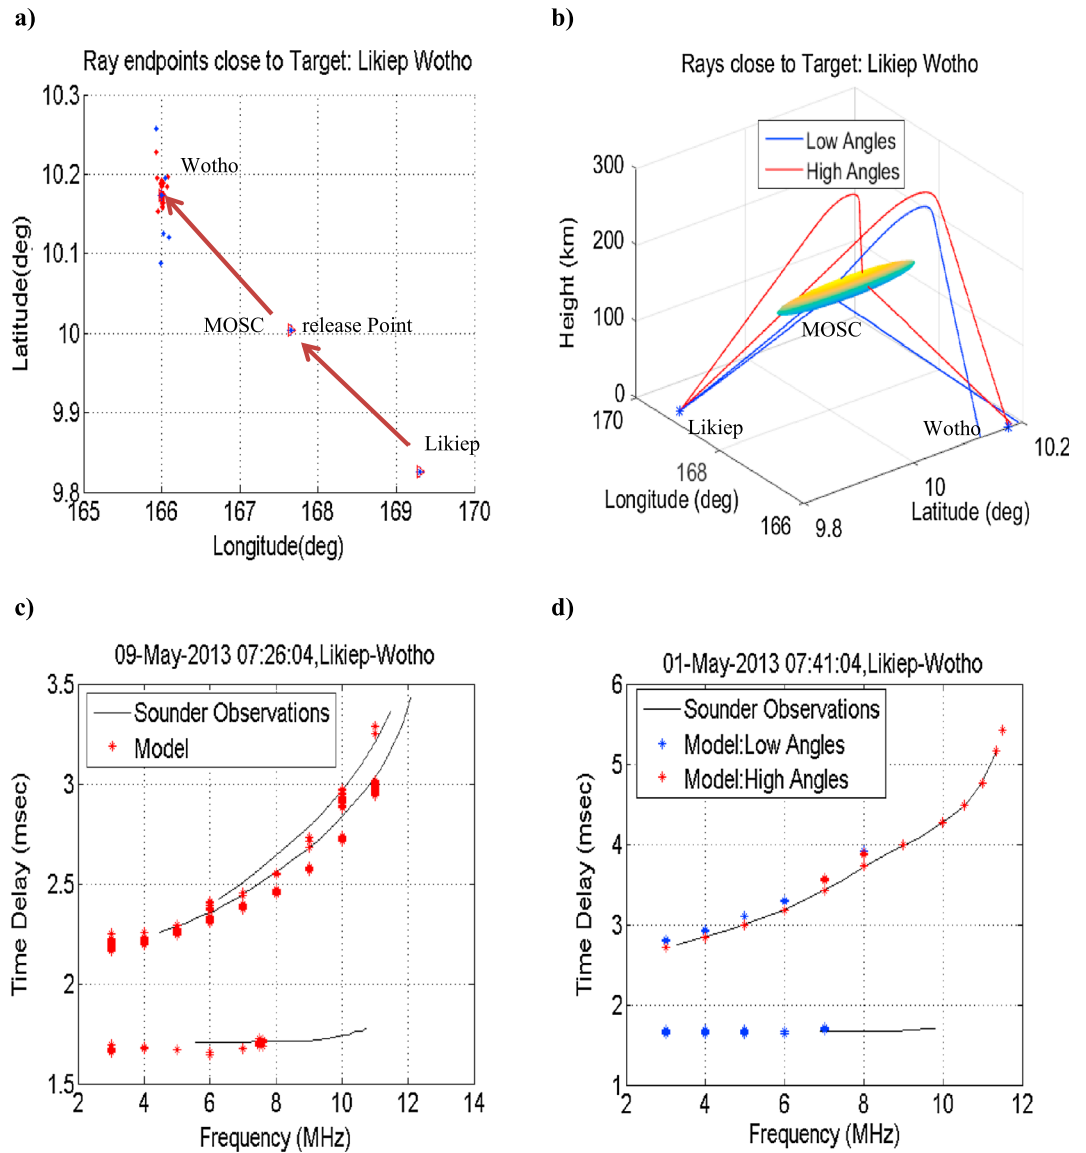 a)
Ray endpoints close to Target: Likiep Wotho
10.3
10.2
10.1
10
9.9
9.8
Latitude(deg)
Wotho
MOSC
release Point
Likiep
165
166
167
168
169
170
Longitude(deg)
b)
Rays close to Target: Likiep Wotho
Low Angles
High Angles
300
200
100
0
Height (km)
MOSC
Likiep
Wotho
170
168
166
Longitude (deg)
9.8
10
10.2
Latitude (deg)
c)
09-May-2013 07:26:04,Likiep-Wotho
Sounder Observations
Model
3.5
3
2.5
2
1.5
Time Delay (msec)
2
4
6
8
10
12
14
Frequency (MHz)
d)
01-May-2013 07:41:04,Likiep-Wotho
Sounder Observations
Model:Low Angles
Model:High Angles
6
5
4
3
2
1
Time Delay (msec)
2
4
6
8
10
12
Frequency (MHz)